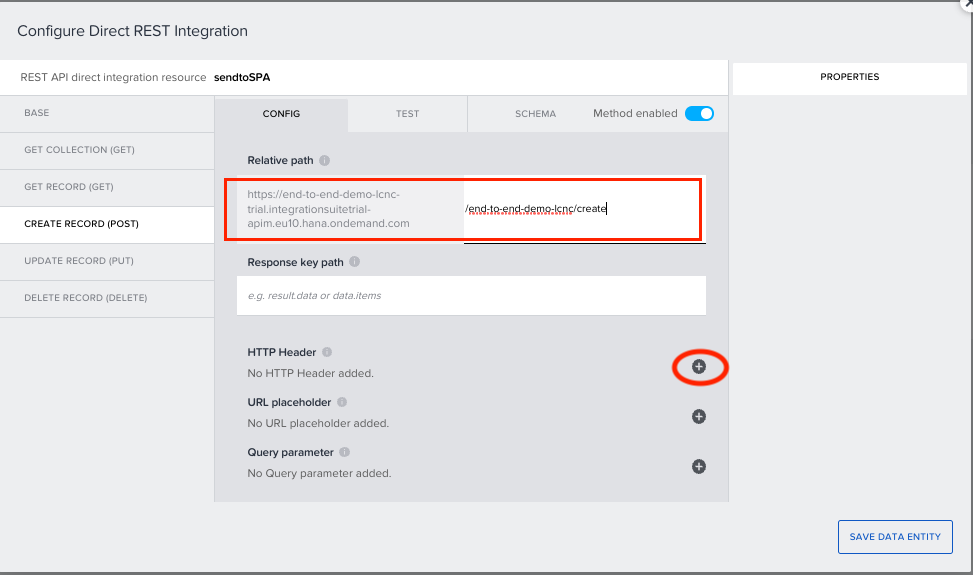 Configure Direct REST Integration
REST API direct integration resource sendtoSPA
PROPERTIES
BASE
GET COLLECTION (GET)
GET RECORD (GET)
CREATE RECORD (POST)
UPDATE RECORD (PUT)
DELETE RECORD (DELETE)
CONFIG
TEST
SCHEMA
Method enabled
Relative path
https://end-to-end-demo-lcnc-
trial.integrationsuitetrial-
apim.eu10.hana.ondemand.com
/end-to-end-demo-lcnc/create
Response key path
e.g. result.data or data.items
HTTP Header
No HTTP Header added.
URL placeholder
No URL placeholder added.
Query parameter
No Query parameter added.
SAVE DATA ENTITY